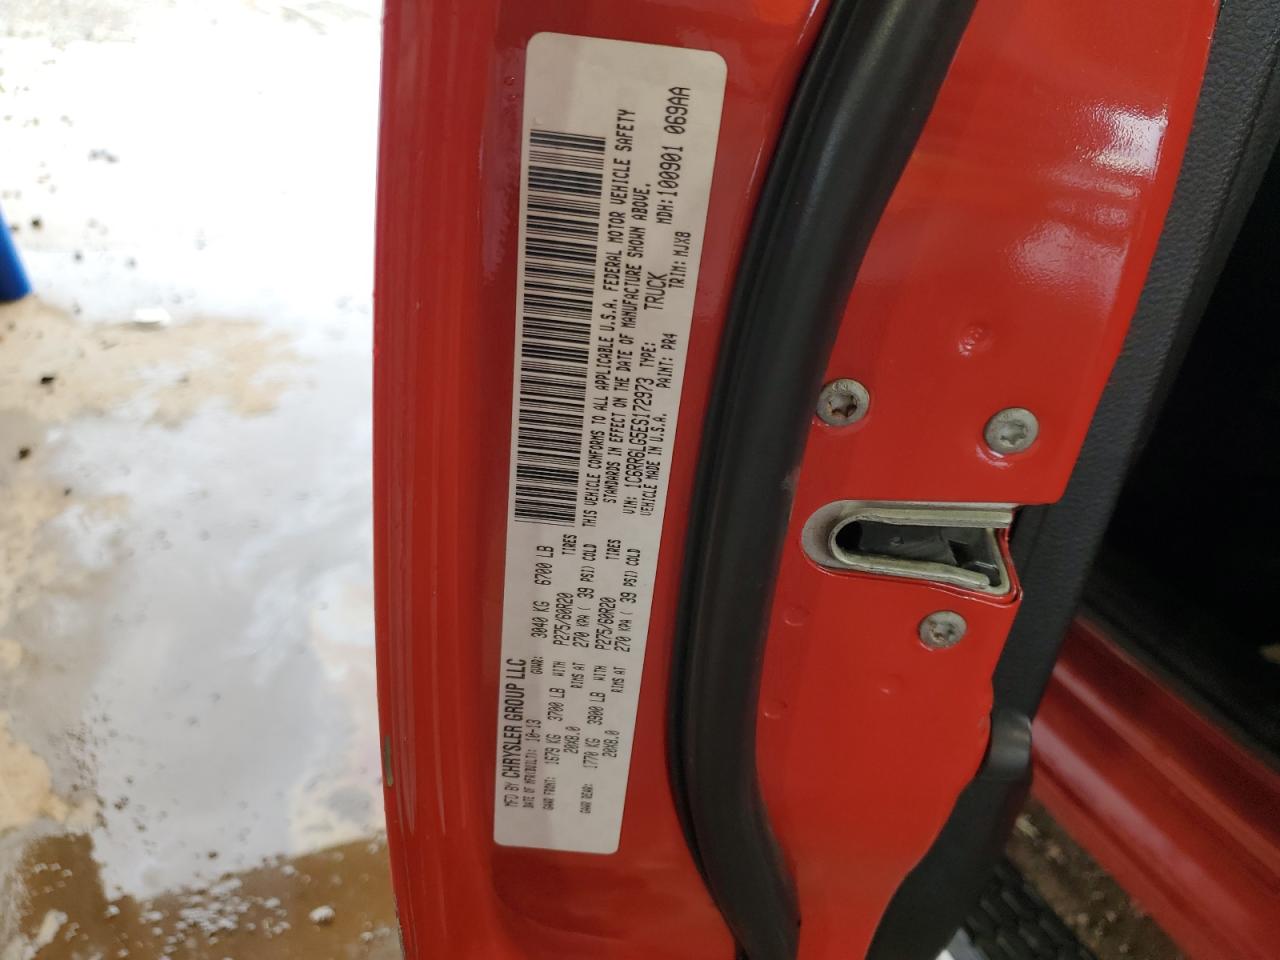 MFD BY CHRYSLER GROUP LLC
DATE OF MFR(BUILT): 10-13 GVWR: 3040 KG 6700 LB
GAWR FRONT: 1679 KG 3700 LB WITH P275/60R20 TIRES
20X8.0 RIMS AT 270 KPA ( 39 PSI) COLD
GAWR REAR: 1770 KG 3900 LB WITH P275/60R20 TIRES
20X8.0 RIMS AT 270 KPA ( 39 PSI) COLD
THIS VEHICLE CONFORMS TO ALL APPLICABLE U.S.A. FEDERAL MOTOR VEHICLE SAFETY
STANDARDS IN EFFECT ON THE DATE OF MANUFACTURE SHOWN ABOVE.
VIN: 1C6RR6LG5ES172973 TYPE: TRUCK MDH:100901 069AA
VEHICLE MADE IN U.S.A. PAINT: PR4 TRIM: MJX8